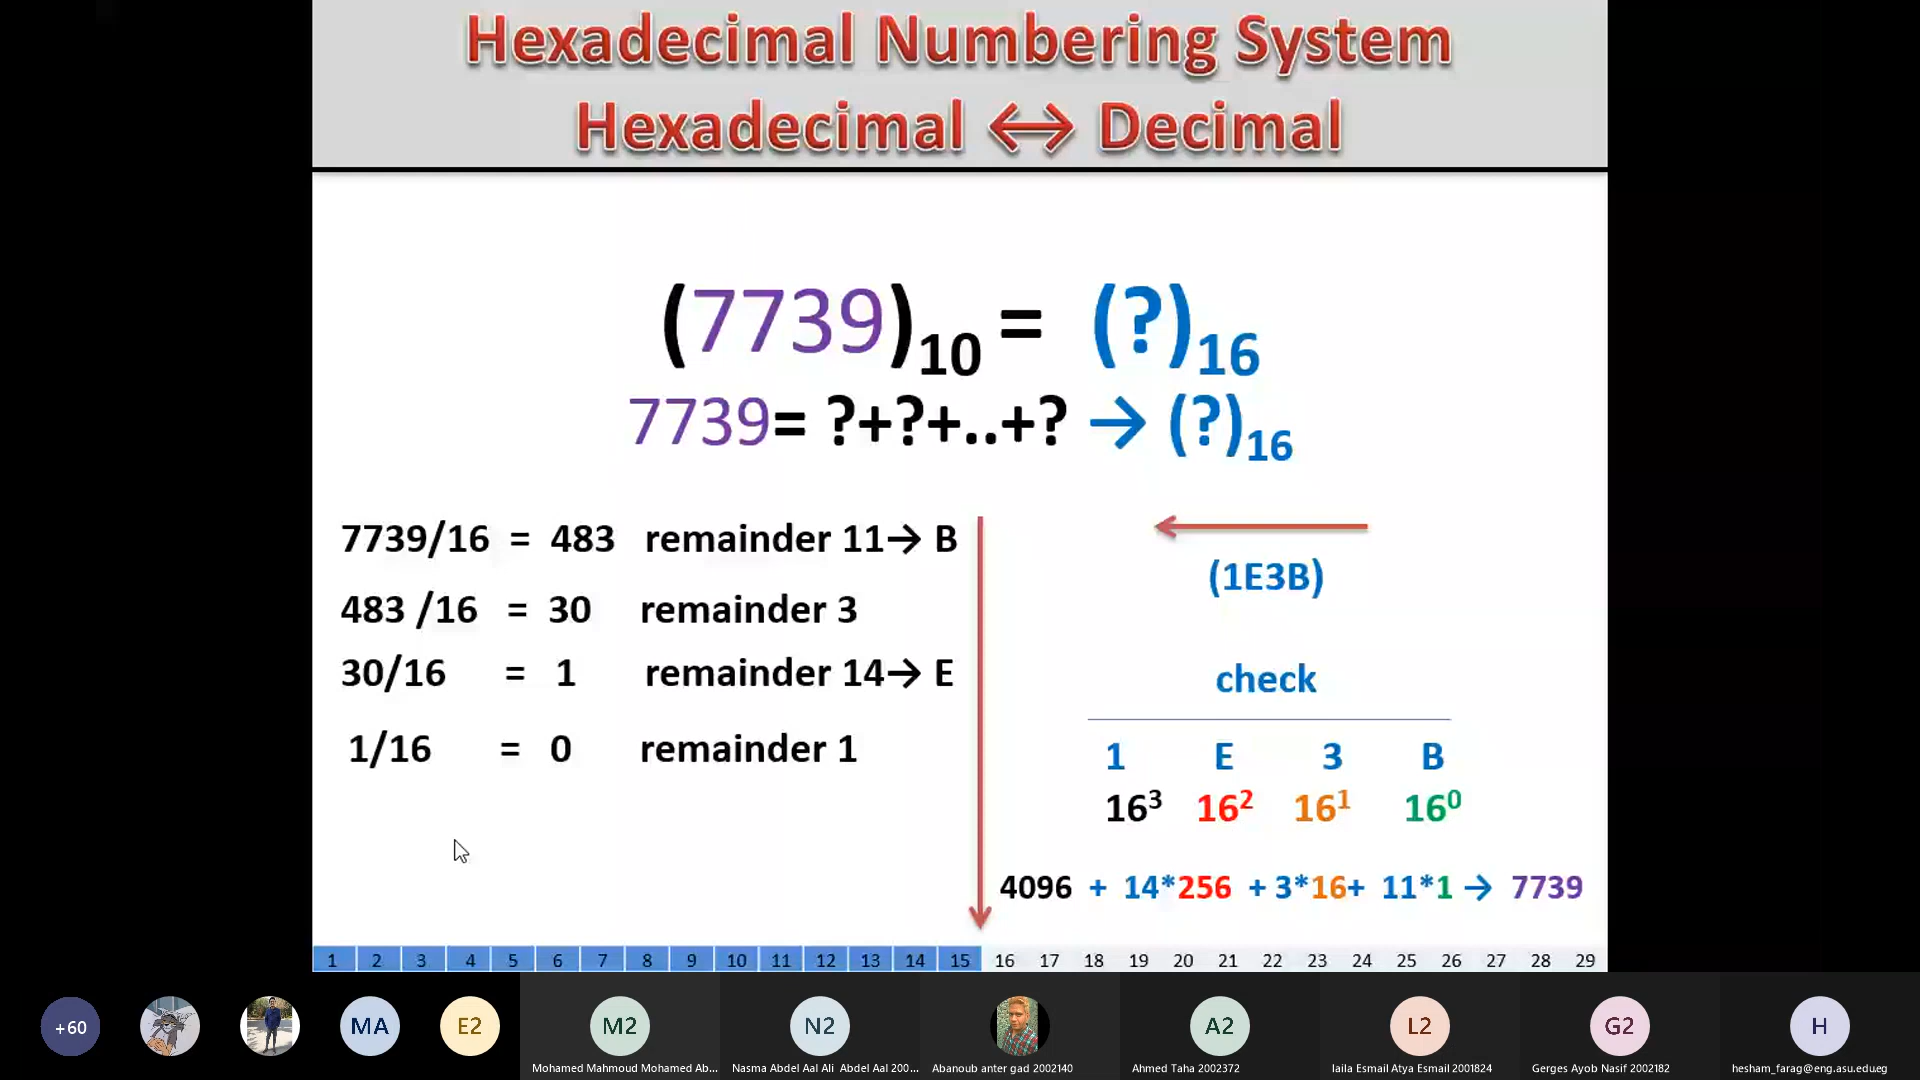 Hexadecimal Numbering System
Hexadecimal ↔ Decimal
(7739)₁₀ = (?)₁₆
7739= ?+?+..+? → (?)₁₆
7739/16 = 483 remainder 11→ B
483 /16 = 30 remainder 3
30/16 = 1 remainder 14→ E
1/16 = 0 remainder 1
(1E3B)
check
1 E 3 B
16³ 16² 16¹ 16⁰
4096 + 14*256 + 3*16+ 11*1 → 7739
1 2 3 4 5 6 7 8 9 10 11 12 13 14 15 16 17 18 19 20 21 22 23 24 25 26 27 28 29
+60 MA E2 M2 N2 A2 L2 G2 H
Mohamed Mahmoud Mohamed Ab... Nasma Abdel Aal Ali Abdel Aal 200... Abanoub anter gad 2002140 Ahmed Taha 2002372 laila Esmail Atya Esmail 2001824 Gerges Ayob Nasif 2002182 hesham_farag@eng.asu.edu.eg